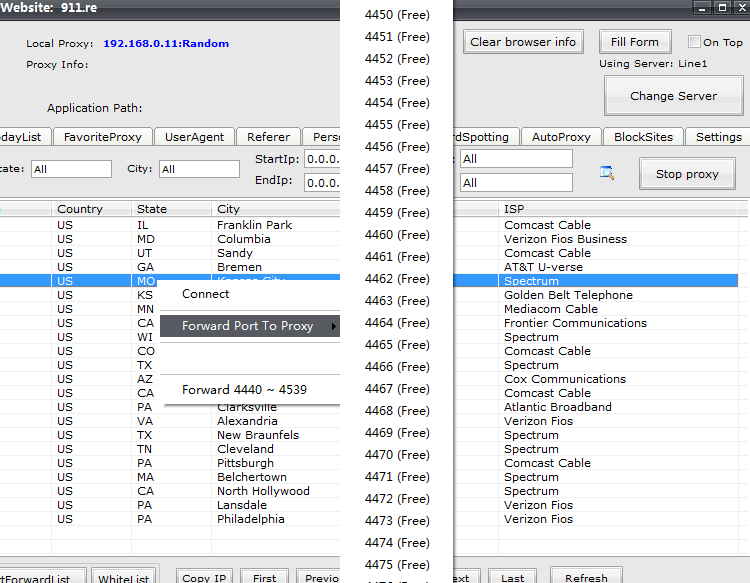 Website: 911.re
Local Proxy: 192.168.0.11:Random
Proxy Info:
Application Path:
Clear browser info
Fill Form
On Top
Using Server: Line1
Change Server
FavoriteProxy
UserAgent
Referer
AutoProxy
BlockSites
Settings
All
City: All
StartIp: 0.0.0.
EndIp: 0.0.0.
All
All
Stop proxy
Country State City ISP
US IL Franklin Park Comcast Cable
US MD Columbia Verizon Fios Business
US UT Sandy Comcast Cable
US GA Bremen AT&T U-verse
US MO Kansas City Spectrum
US KS Golden Belt Telephone
US MN Mediacom Cable
US CA Frontier Communications
US WI Spectrum
US CO Comcast Cable
US TX Spectrum
US AZ Cox Communications
US CA Comcast Cable
US PA Clarksville Atlantic Broadband
US VA Alexandria Verizon Fios
US TX New Braunfels Spectrum
US TN Cleveland Spectrum
US PA Pittsburgh Comcast Cable
US MA Belchertown Spectrum
US CA North Hollywood Spectrum
US PA Lansdale Verizon Fios
US PA Philadelphia Verizon Fios
Connect
Forward Port To Proxy
Forward 4440 ~ 4539
4450 (Free)
4451 (Free)
4452 (Free)
4453 (Free)
4454 (Free)
4455 (Free)
4456 (Free)
4457 (Free)
4458 (Free)
4459 (Free)
4460 (Free)
4461 (Free)
4462 (Free)
4463 (Free)
4464 (Free)
4465 (Free)
4466 (Free)
4467 (Free)
4468 (Free)
4469 (Free)
4470 (Free)
4471 (Free)
4472 (Free)
4473 (Free)
4474 (Free)
4475 (Free)
WhiteList
Copy IP
First
Last
Refresh